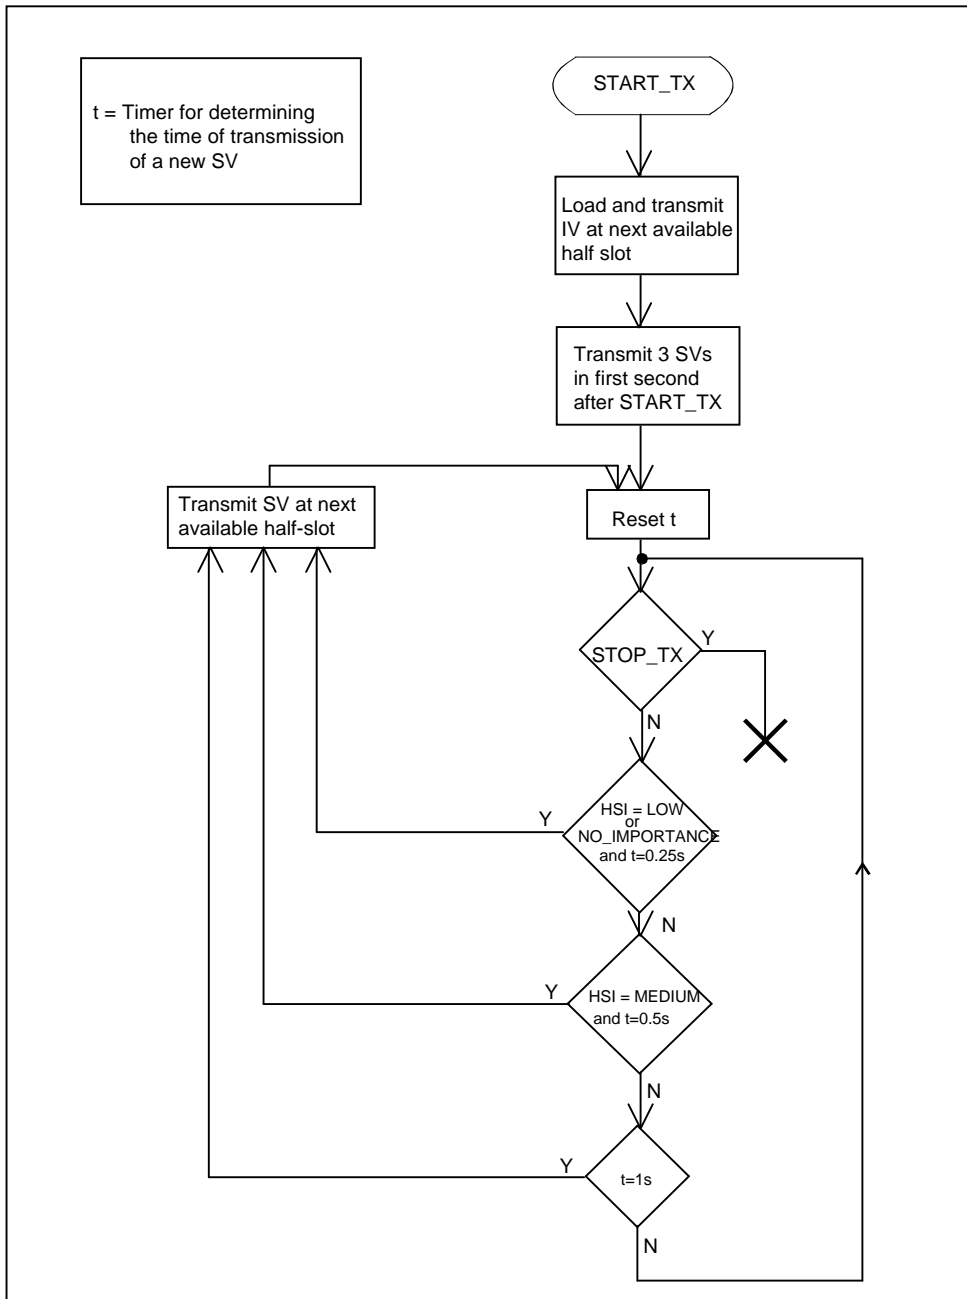 t = Timer for determining
the time of transmission
of a new SV
START_TX
Load and transmit
IV at next available
half slot
Transmit 3 SVs
in first second
after START_TX
Transmit SV at next
available half-slot
Reset t
STOP_TX
Y
N
HSI = LOW
or
NO_IMPORTANCE
and t=0.25s
Y
N
HSI = MEDIUM
and t=0.5s
Y
N
t=1s
Y
N